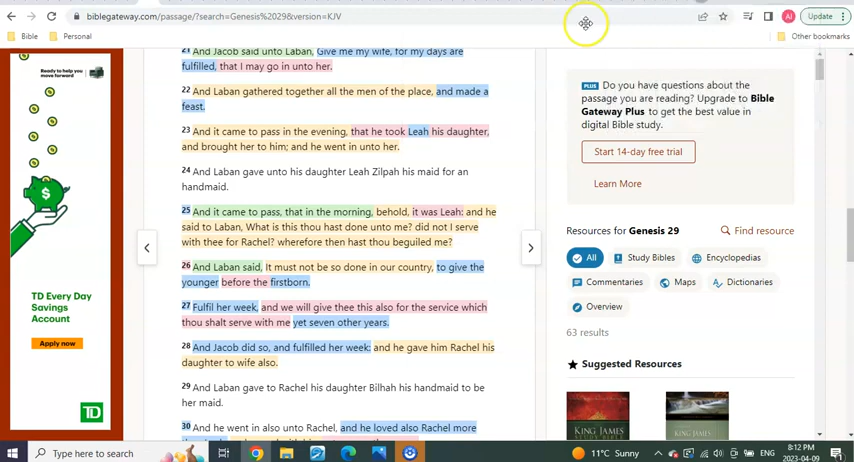 biblegateway.com/passage/?search=Genesis%2029&version=KJV
AI
Update
Bible
Personal
Other bookmarks
Ready to help you
move forward
TD Every Day
Savings
Account
Apply now
TD
21 And Jacob said unto Laban, Give me my wife, for my days are
fulfilled, that I may go in unto her.
22 And Laban gathered together all the men of the place, and made a
feast.
23 And it came to pass in the evening, that he took Leah his daughter,
and brought her to him; and he went in unto her.
24 And Laban gave unto his daughter Leah Zilpah his maid for an
handmaid.
25 And it came to pass, that in the morning, behold, it was Leah: and he
said to Laban, What is this thou hast done unto me? did not I serve
with thee for Rachel? wherefore then hast thou beguiled me?
26 And Laban said, It must not be so done in our country, to give the
younger before the firstborn.
27 Fulfil her week, and we will give thee this also for the service which
thou shalt serve with me yet seven other years.
28 And Jacob did so, and fulfilled her week: and he gave him Rachel his
daughter to wife also.
29 And Laban gave to Rachel his daughter Bilhah his handmaid to be
her maid.
30 And he went in also unto Rachel, and he loved also Rachel more
PLUS Do you have questions about the
passage you are reading? Upgrade to Bible
Gateway Plus to get the best value in
digital Bible study.
Start 14-day free trial
Learn More
Resources for Genesis 29
Find resource
All
Study Bibles
Encyclopedias
Commentaries
Maps
Dictionaries
Overview
63 results
Suggested Resources
KING JAMES
STUDY BIBLE
KING JAMES
Type here to search
11°C Sunny
ENG
8:12 PM
2023-04-09